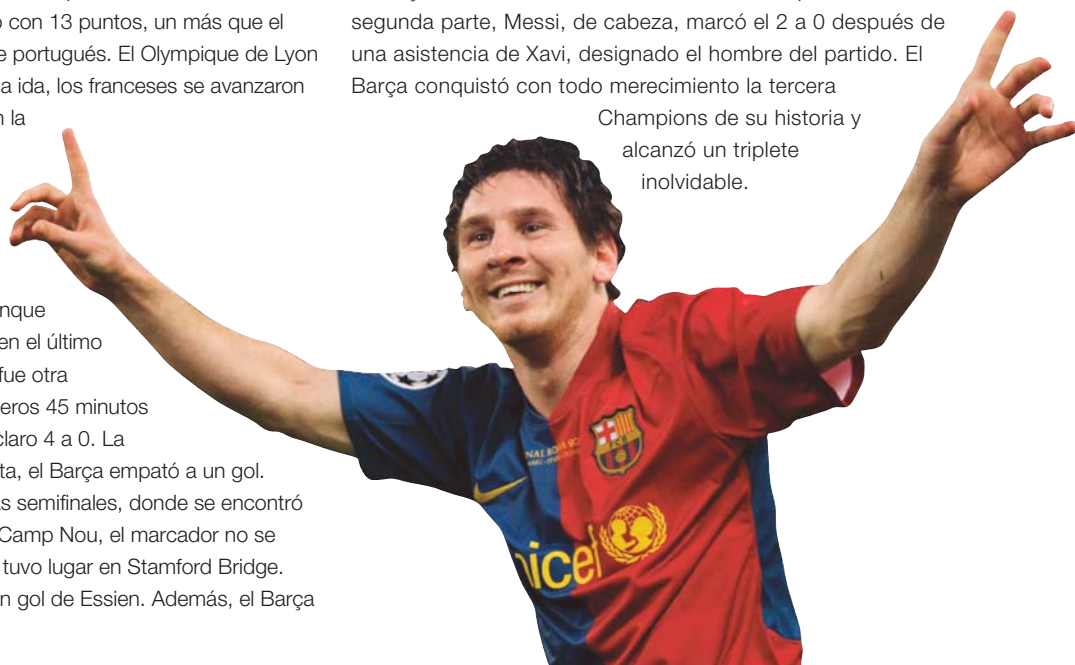 con 13 puntos, un más que el
portugués. El Olympique de Lyon
ida, los franceses se avanzaron
la
en el último
fue otra
45 minutos
claro 4 a 0. La
el Barça empató a un gol.
semifinales, donde se encontró
Camp Nou, el marcador no se
tuvo lugar en Stamford Bridge.
gol de Essien. Además, el Barça
segunda parte, Messi, de cabeza, marcó el 2 a 0 después de
una asistencia de Xavi, designado el hombre del partido. El
Barça conquistó con todo merecimiento la tercera
Champions de su historia y
alcanzó un triplete
inolvidable.
FCB
unicef